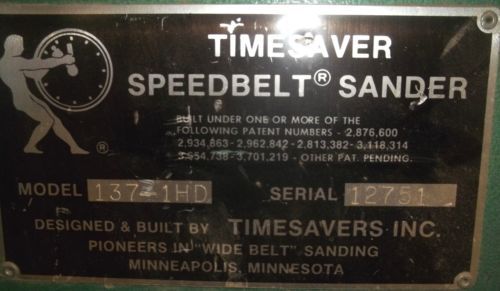 TIMESAVER
SPEEDBELT® SANDER
BUILT UNDER ONE OR MORE OF THE
FOLLOWING PATENT NUMBERS - 2,876,600
2,934,863 - 2,962,842 - 2,813,382 - 3,118,314
3,554,738 - 3,701,219 - OTHER PAT. PENDING.
®
MODEL 137-1HD SERIAL 12751
DESIGNED & BUILT BY TIMESAVERS INC.
PIONEERS IN "WIDE BELT" SANDING
MINNEAPOLIS, MINNESOTA